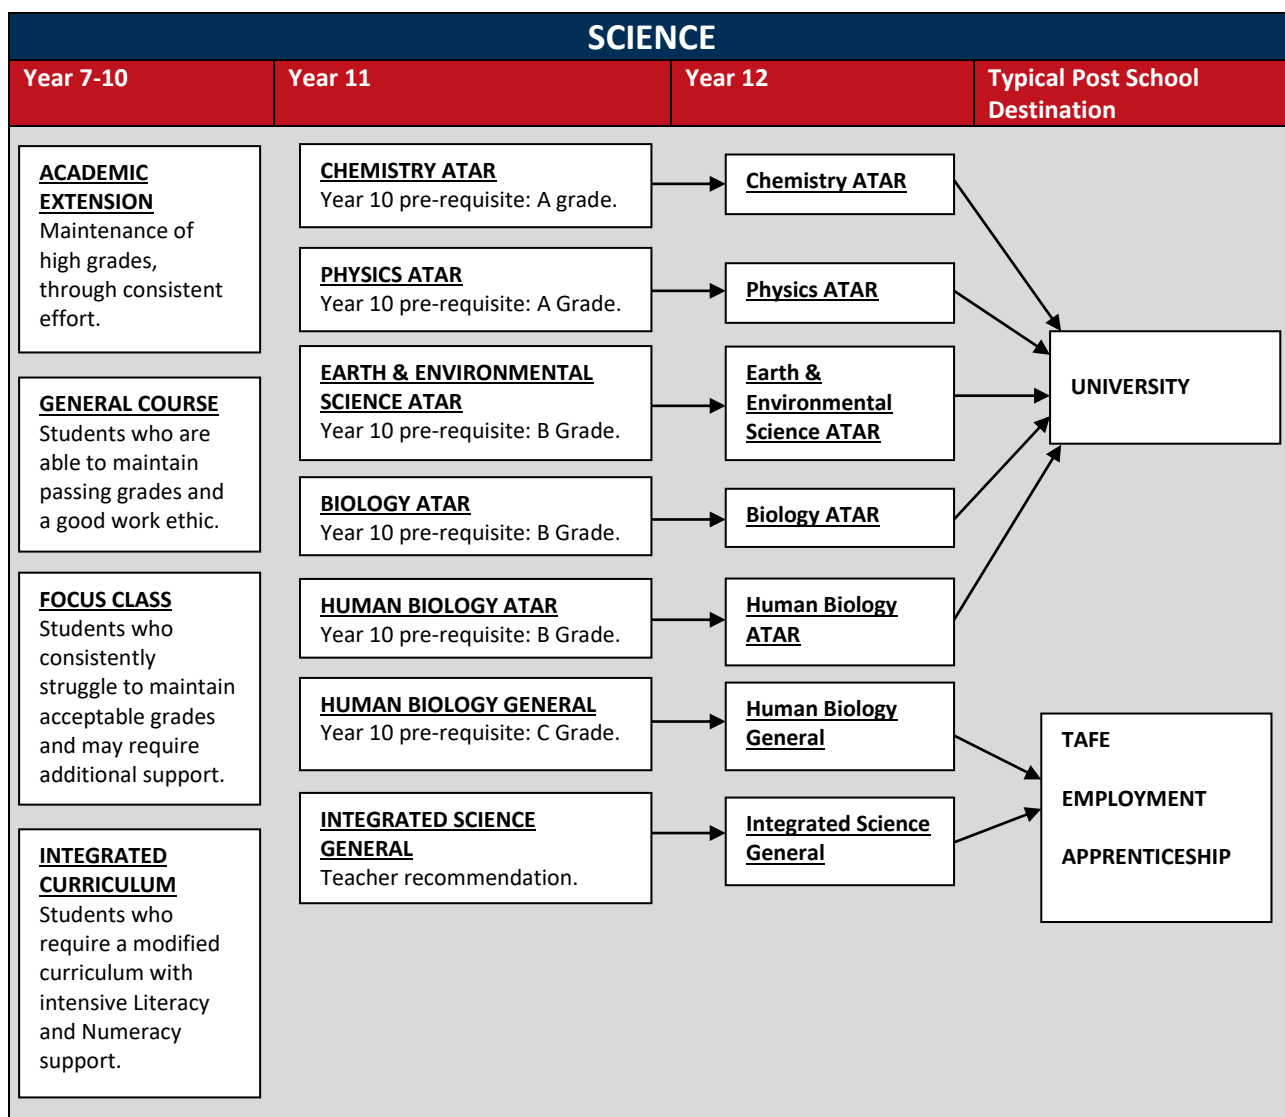 SCIENCE
Year 7-10
Year 11
Year 12
Typical Post School
Destination
ACADEMIC
EXTENSION
Maintenance of
high grades,
through consistent
effort.
GENERAL COURSE
Students who are
able to maintain
passing grades and
a good work ethic.
FOCUS CLASS
Students who
consistently
struggle to maintain
acceptable grades
and may require
additional support.
INTEGRATED
CURRICULUM
Students who
require a modified
curriculum with
intensive Literacy
and Numeracy
support.
CHEMISTRY ATAR
Year 10 pre-requisite: A grade.
PHYSICS ATAR
Year 10 pre-requisite: A Grade.
EARTH & ENVIRONMENTAL
SCIENCE ATAR
Year 10 pre-requisite: B Grade.
BIOLOGY ATAR
Year 10 pre-requisite: B Grade.
HUMAN BIOLOGY ATAR
Year 10 pre-requisite: B Grade.
HUMAN BIOLOGY GENERAL
Year 10 pre-requisite: C Grade.
INTEGRATED SCIENCE
GENERAL
Teacher recommendation.
Chemistry ATAR
Physics ATAR
Earth &
Environmental
Science ATAR
Biology ATAR
Human Biology
ATAR
Human Biology
General
Integrated Science
General
UNIVERSITY
TAFE
EMPLOYMENT
APPRENTICESHIP